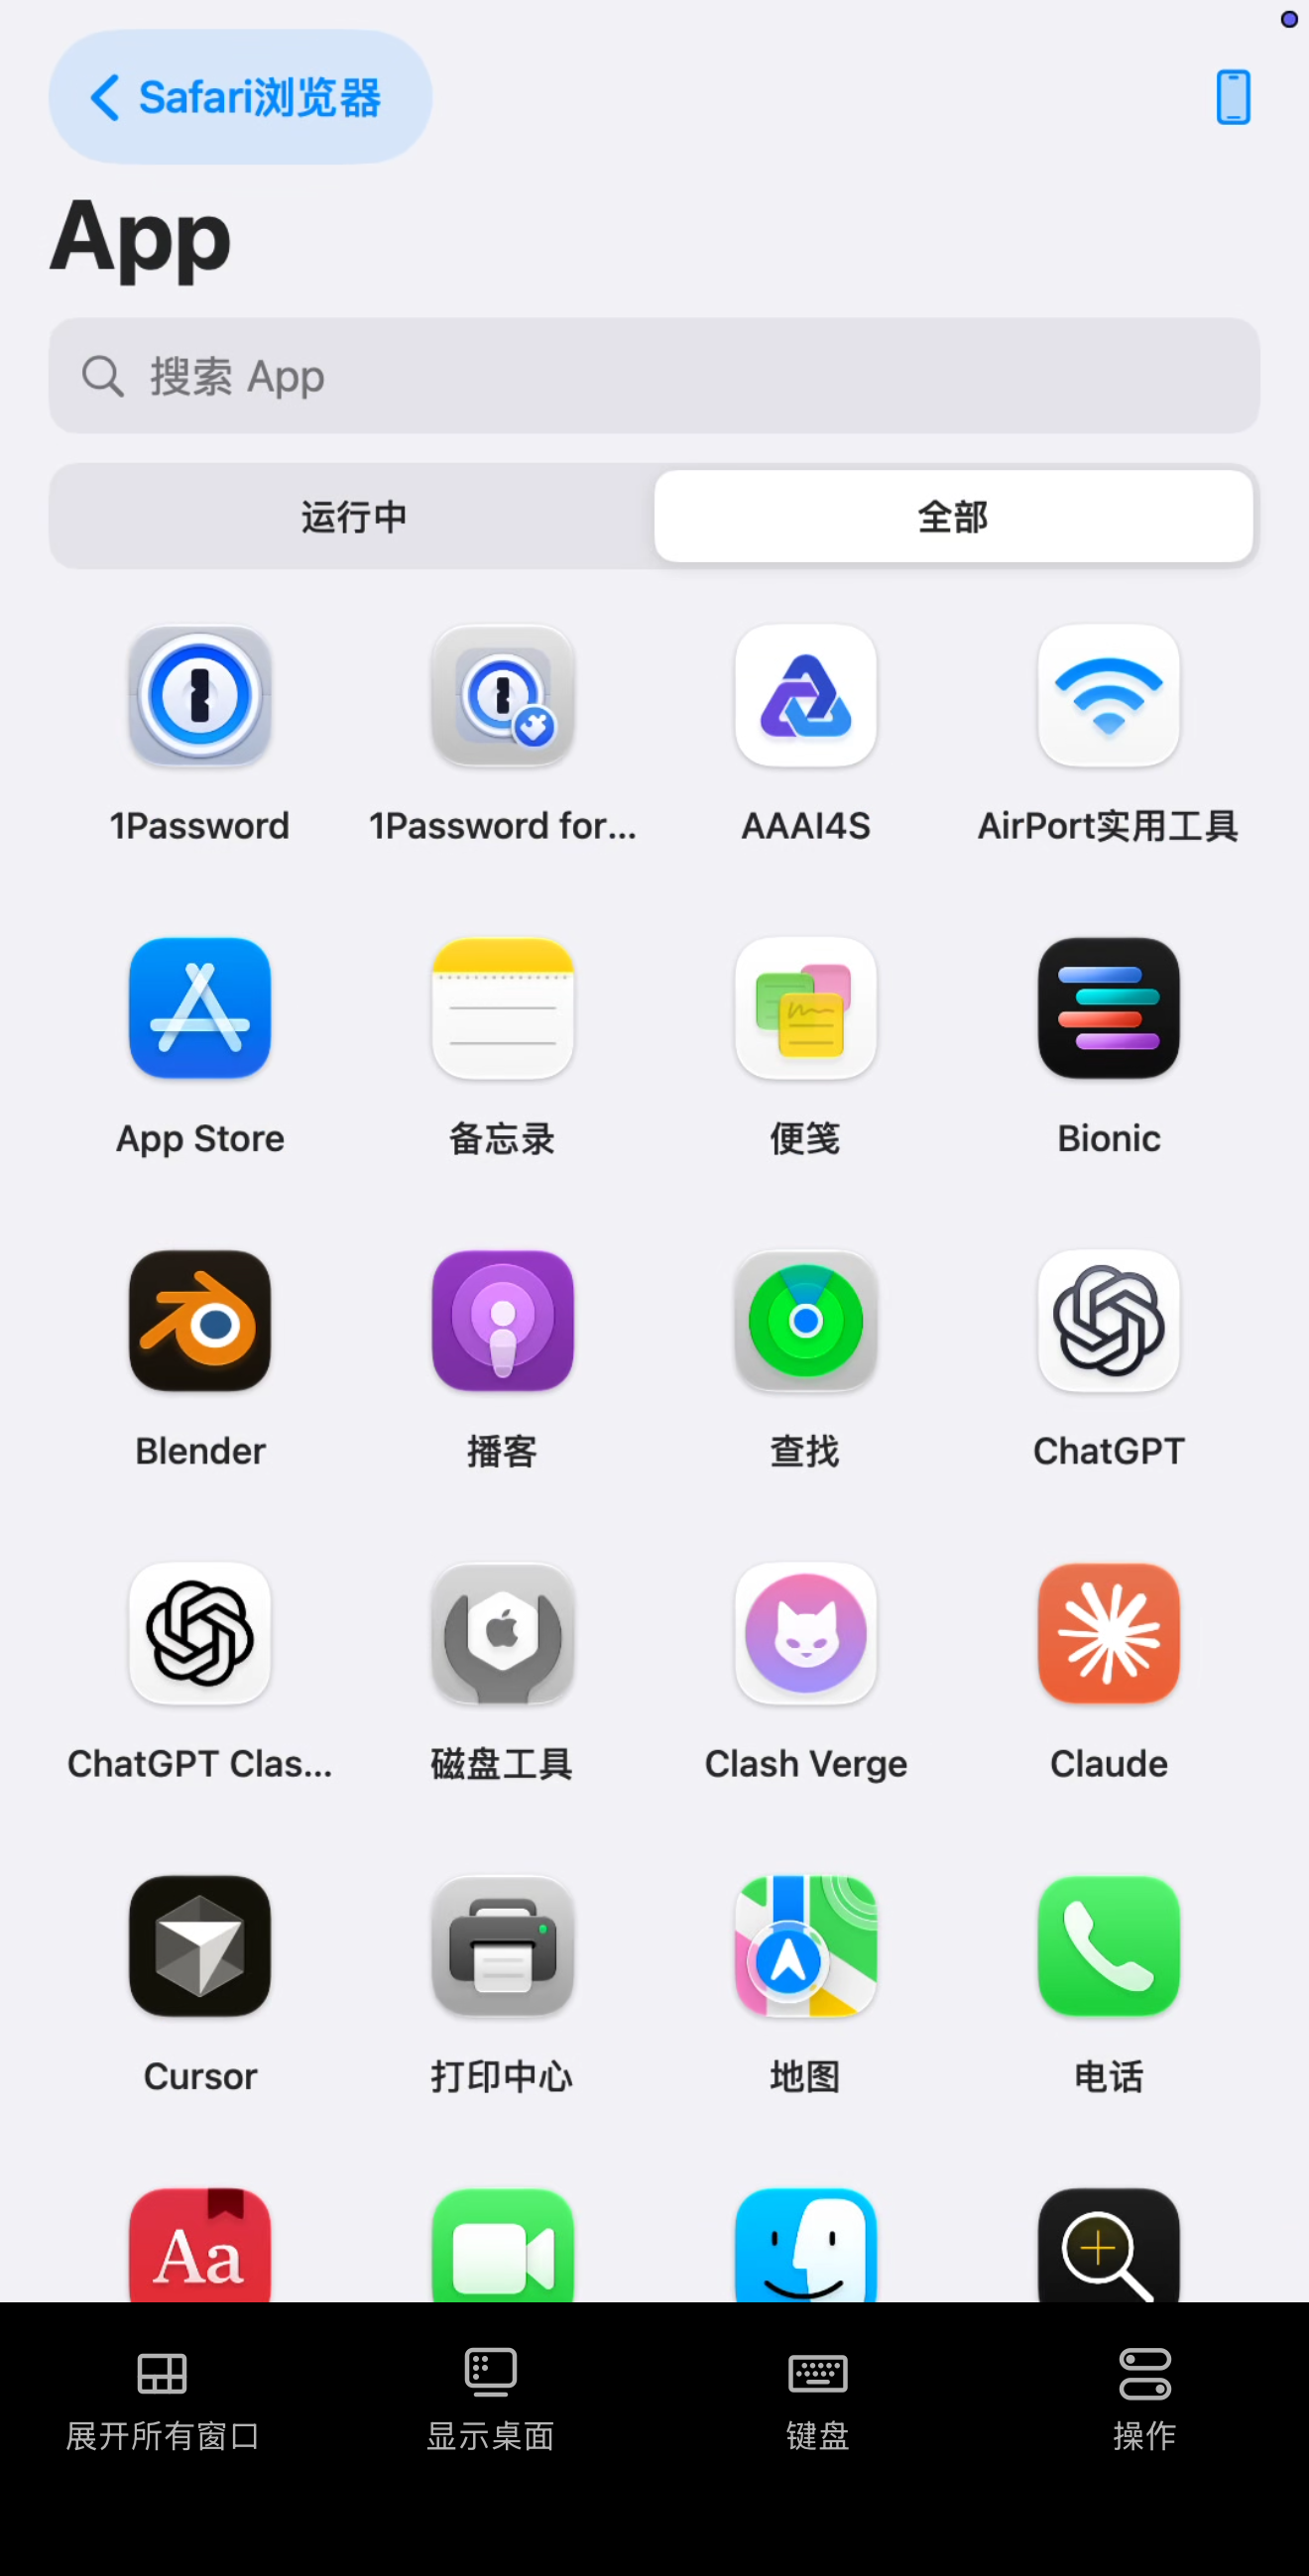 Safari浏览器
App
搜索 App
运行中
全部
1Password
1Password for...
AAAI4S
AirPort实用工具
App Store
备忘录
便笺
Bionic
Blender
播客
查找
ChatGPT
ChatGPT Clas...
磁盘工具
Clash Verge
Claude
Cursor
打印中心
地图
电话
Aa
展开所有窗口
显示桌面
键盘
操作